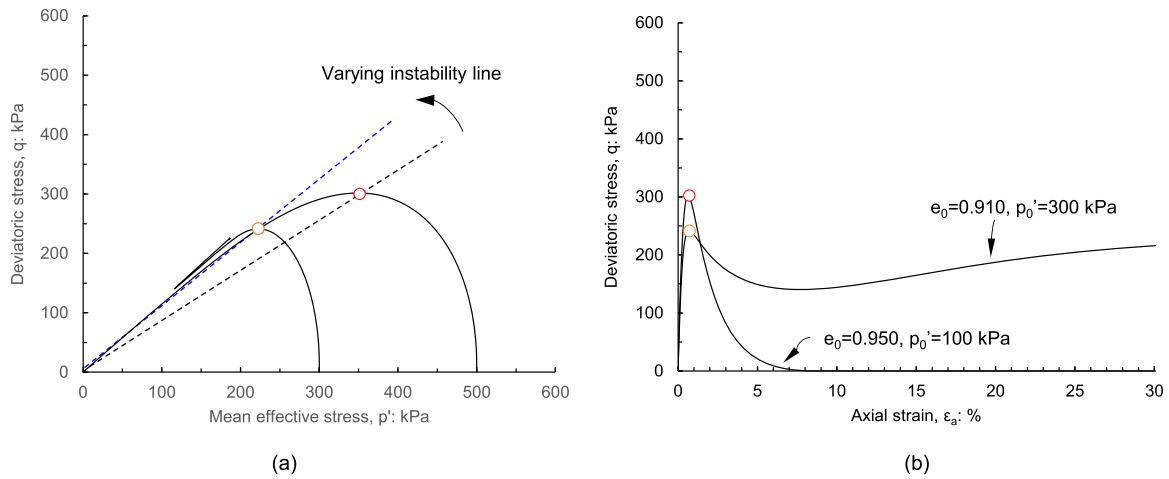 600
500
400
300
200
100
0
Deviatoric stress, q: kPa
Varying instability line
0 100 200 300 400 500 600
Mean effective stress, p': kPa
(a)
600
500
400
300
200
100
0
Deviatoric stress, q: kPa
e0=0.910, p0’=300 kPa
e0=0.950, p0’=100 kPa
0 5 10 15 20 25 30
Axial strain, εa: %
(b)